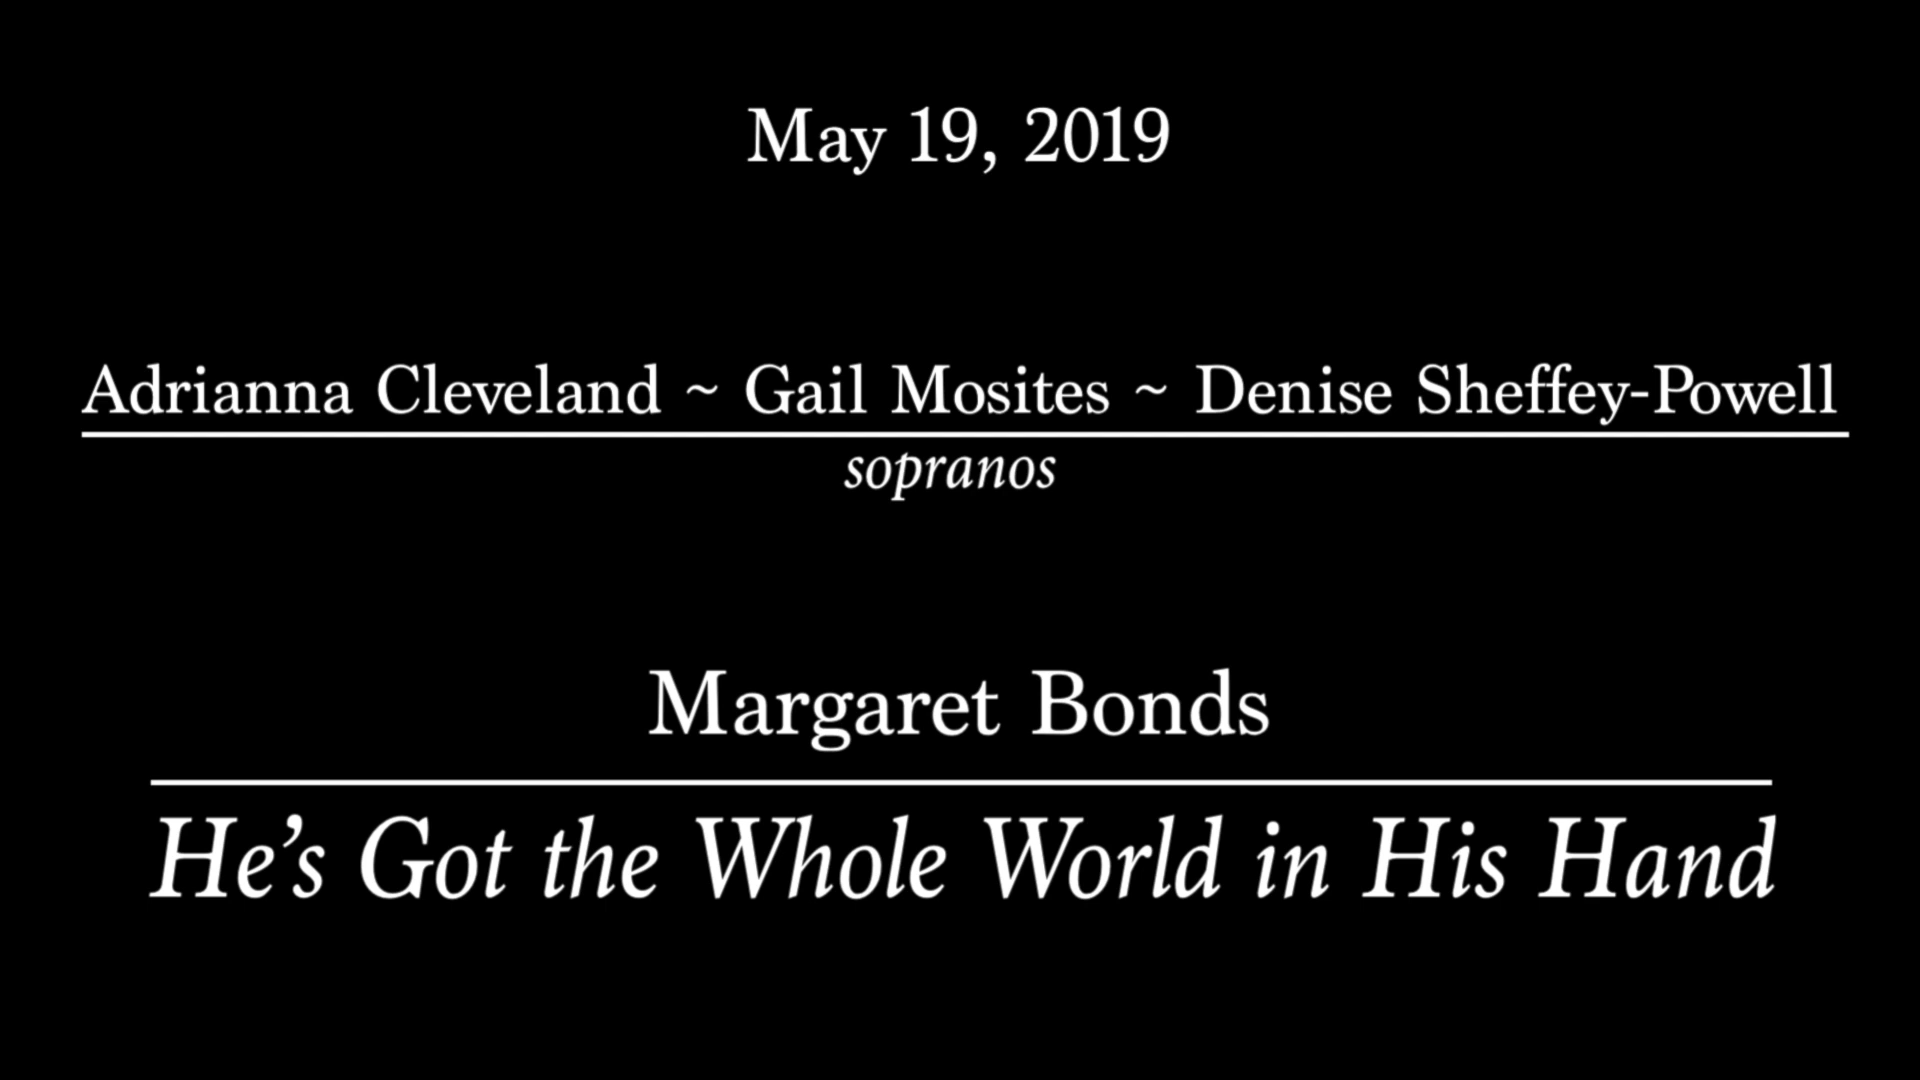 May 19, 2019
Adrianna Cleveland ~ Gail Mosites ~ Denise Sheffey-Powell
sopranos
Margaret Bonds
He’s Got the Whole World in His Hand